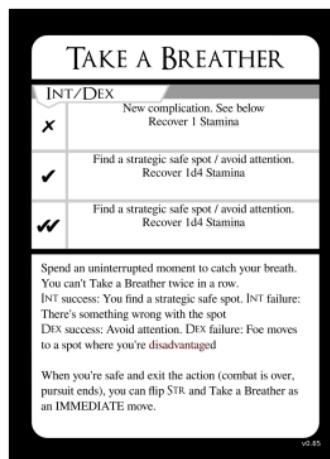 TAKE A BREATHER
INT/DEX
✗ New complication. See below
Recover 1 Stamina
✔ Find a strategic safe spot / avoid attention.
Recover 1d4 Stamina
✔✔ Find a strategic safe spot / avoid attention.
Recover 1d4 Stamina
Spend an uninterrupted moment to catch your breath.
You can't Take a Breather twice in a row.
INT success: You find a strategic safe spot. INT failure:
There's something wrong with the spot
DEX success: Avoid attention. DEX failure: Foe moves
to a spot where you're disadvantaged
When you're safe and exit the action (combat is over,
pursuit ends), you can flip STR and Take a Breather as
an IMMEDIATE move.
v0.85